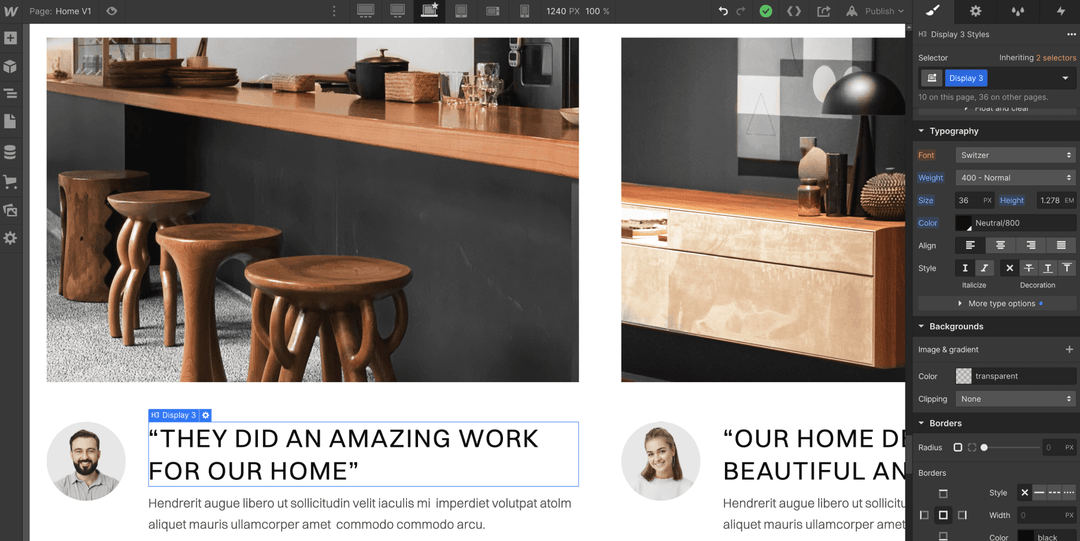 Page: Home V1
1240 PX 100 %
Publish
H3 Display 3 Styles
Selector
Inheriting 2 selectors
Display 3
10 on this page, 36 on other pages.
Float and clear
Typography
Font Switzer
Weight 400 - Normal
Size 36 PX Height 1.278 EM
Color Neutral/800
Align
Style
Italicize Decoration
More type options
Backgrounds
Image & gradient
Color transparent
Clipping None
Borders
Radius 0 PX
Borders
Style
Width 0 PX
Color black
H3 Display 3
“THEY DID AN AMAZING WORK
FOR OUR HOME”
Hendrerit augue libero ut sollicitudin velit iaculis mi imperdiet volutpat atolm
aliquet mauris ullamcorper amet commodo commodo arcu.
“OUR HOME DE
BEAUTIFUL AN
Hendrerit augue libero ut sollicitu
aliquet mauris ullamcorper amet